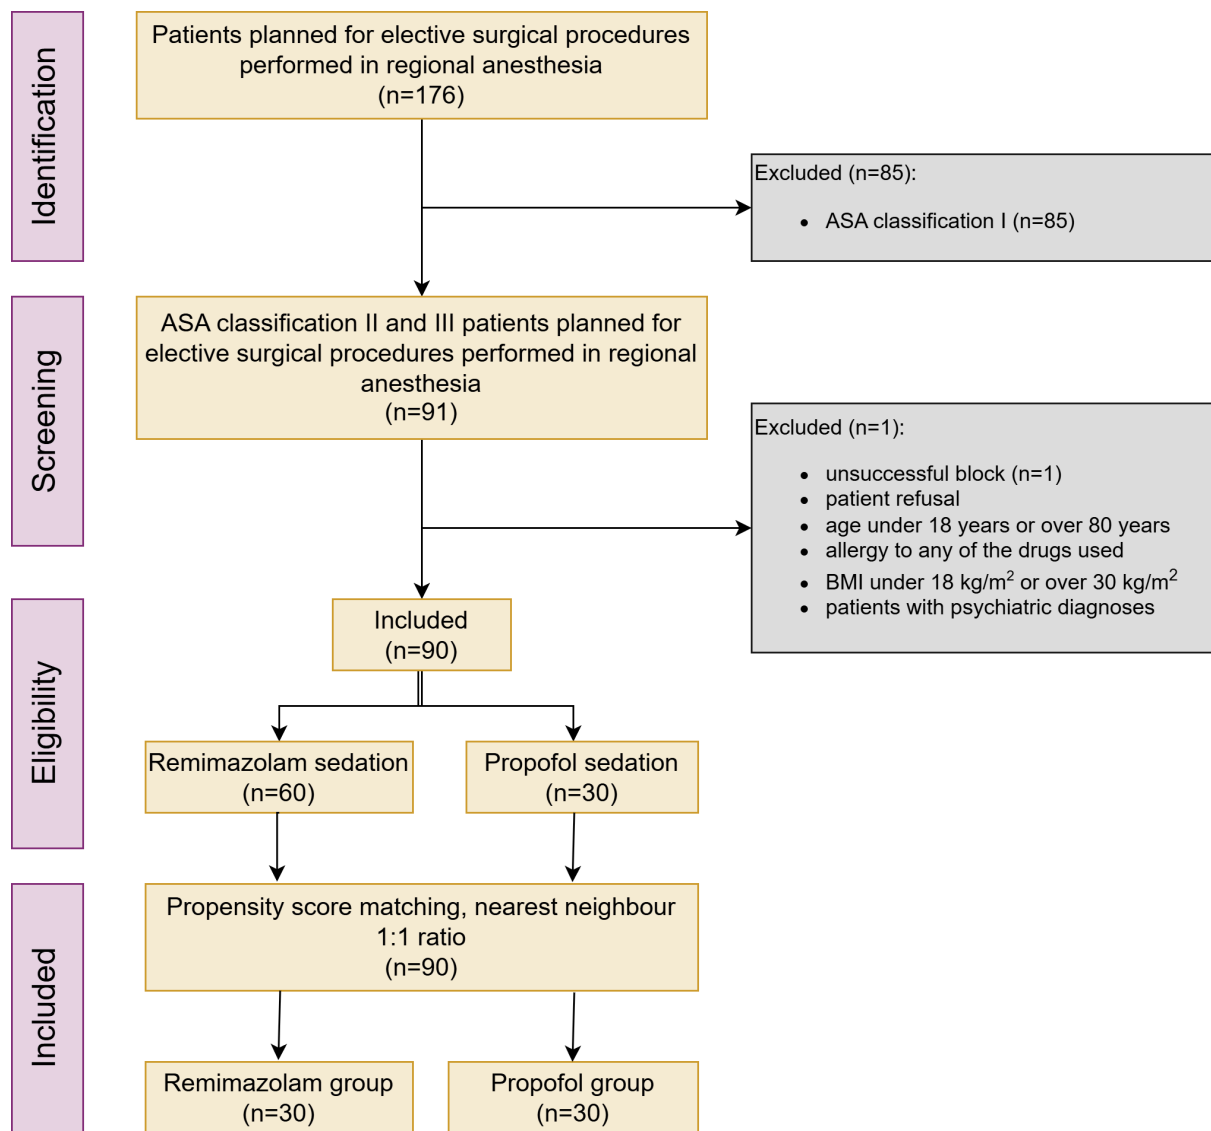 Identification
Patients planned for elective surgical procedures
performed in regional anesthesia
(n=176)
Excluded (n=85):
• ASA classification I (n=85)
Screening
ASA classification II and III patients planned for
elective surgical procedures performed in regional
anesthesia
(n=91)
Excluded (n=1):
• unsuccessful block (n=1)
• patient refusal
• age under 18 years or over 80 years
• allergy to any of the drugs used
• BMI under 18 kg/m² or over 30 kg/m²
• patients with psychiatric diagnoses
Eligibility
Included
(n=90)
Remimazolam sedation
(n=60)
Propofol sedation
(n=30)
Included
Propensity score matching, nearest neighbour
1:1 ratio
(n=90)
Remimazolam group
(n=30)
Propofol group
(n=30)